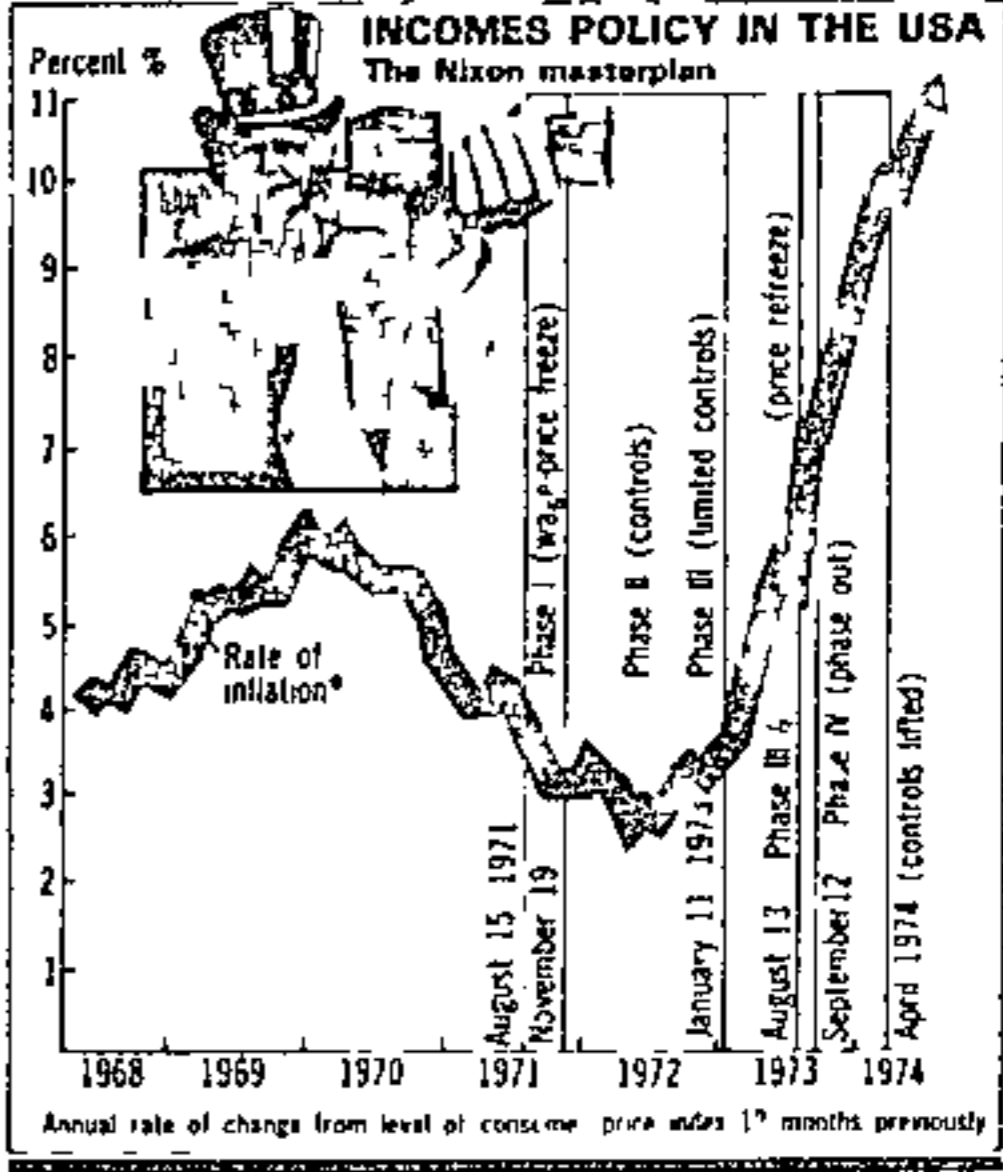 INCOMES POLICY IN THE USA
The Nixon masterplan
Percent %
11
10
9
8
7
6
5
4
3
2
1
Rate of
inflation*
August 15 1971
Phase I (wage-price freeze)
November 19
Phase II (controls)
January 11 1973
Phase III (limited controls)
August 13 Phase III
(price refreeze)
September 12 Phase IV (phase out)
April 1974 (controls lifted)
1968 1969 1970 1971 1972 1973 1974
Annual rate of change from level of consumer price index 12 months previously